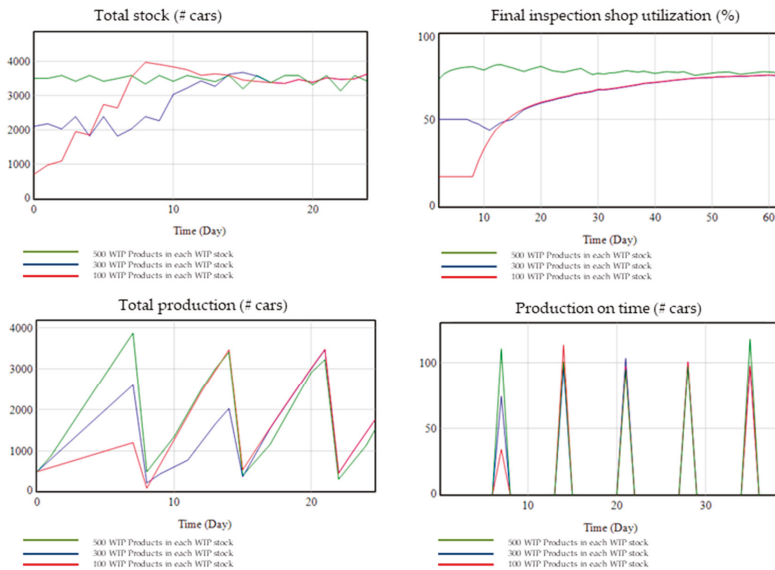 Total stock (# cars)
4000
3000
2000
1000
0
0 10 20
Time (Day)
500 WIP Products in each WIP stock
300 WIP Products in each WIP stock
100 WIP Products in each WIP stock
Final inspection shop utilization (%)
100
50
0
10 20 30 40 50 60
Time (Day)
500 WIP Products in each WIP stock
300 WIP Products in each WIP stock
100 WIP Products in each WIP stock
Total production (# cars)
4000
3000
2000
1000
0
0 10 20
Time (Day)
500 WIP Products in each WIP stock
300 WIP Products in each WIP stock
100 WIP Products in each WIP stock
Production on time (# cars)
100
50
0
10 20 30
Time (Day)
500 WIP Products in each WIP stock
300 WIP Products in each WIP stock
100 WIP Products in each WIP stock